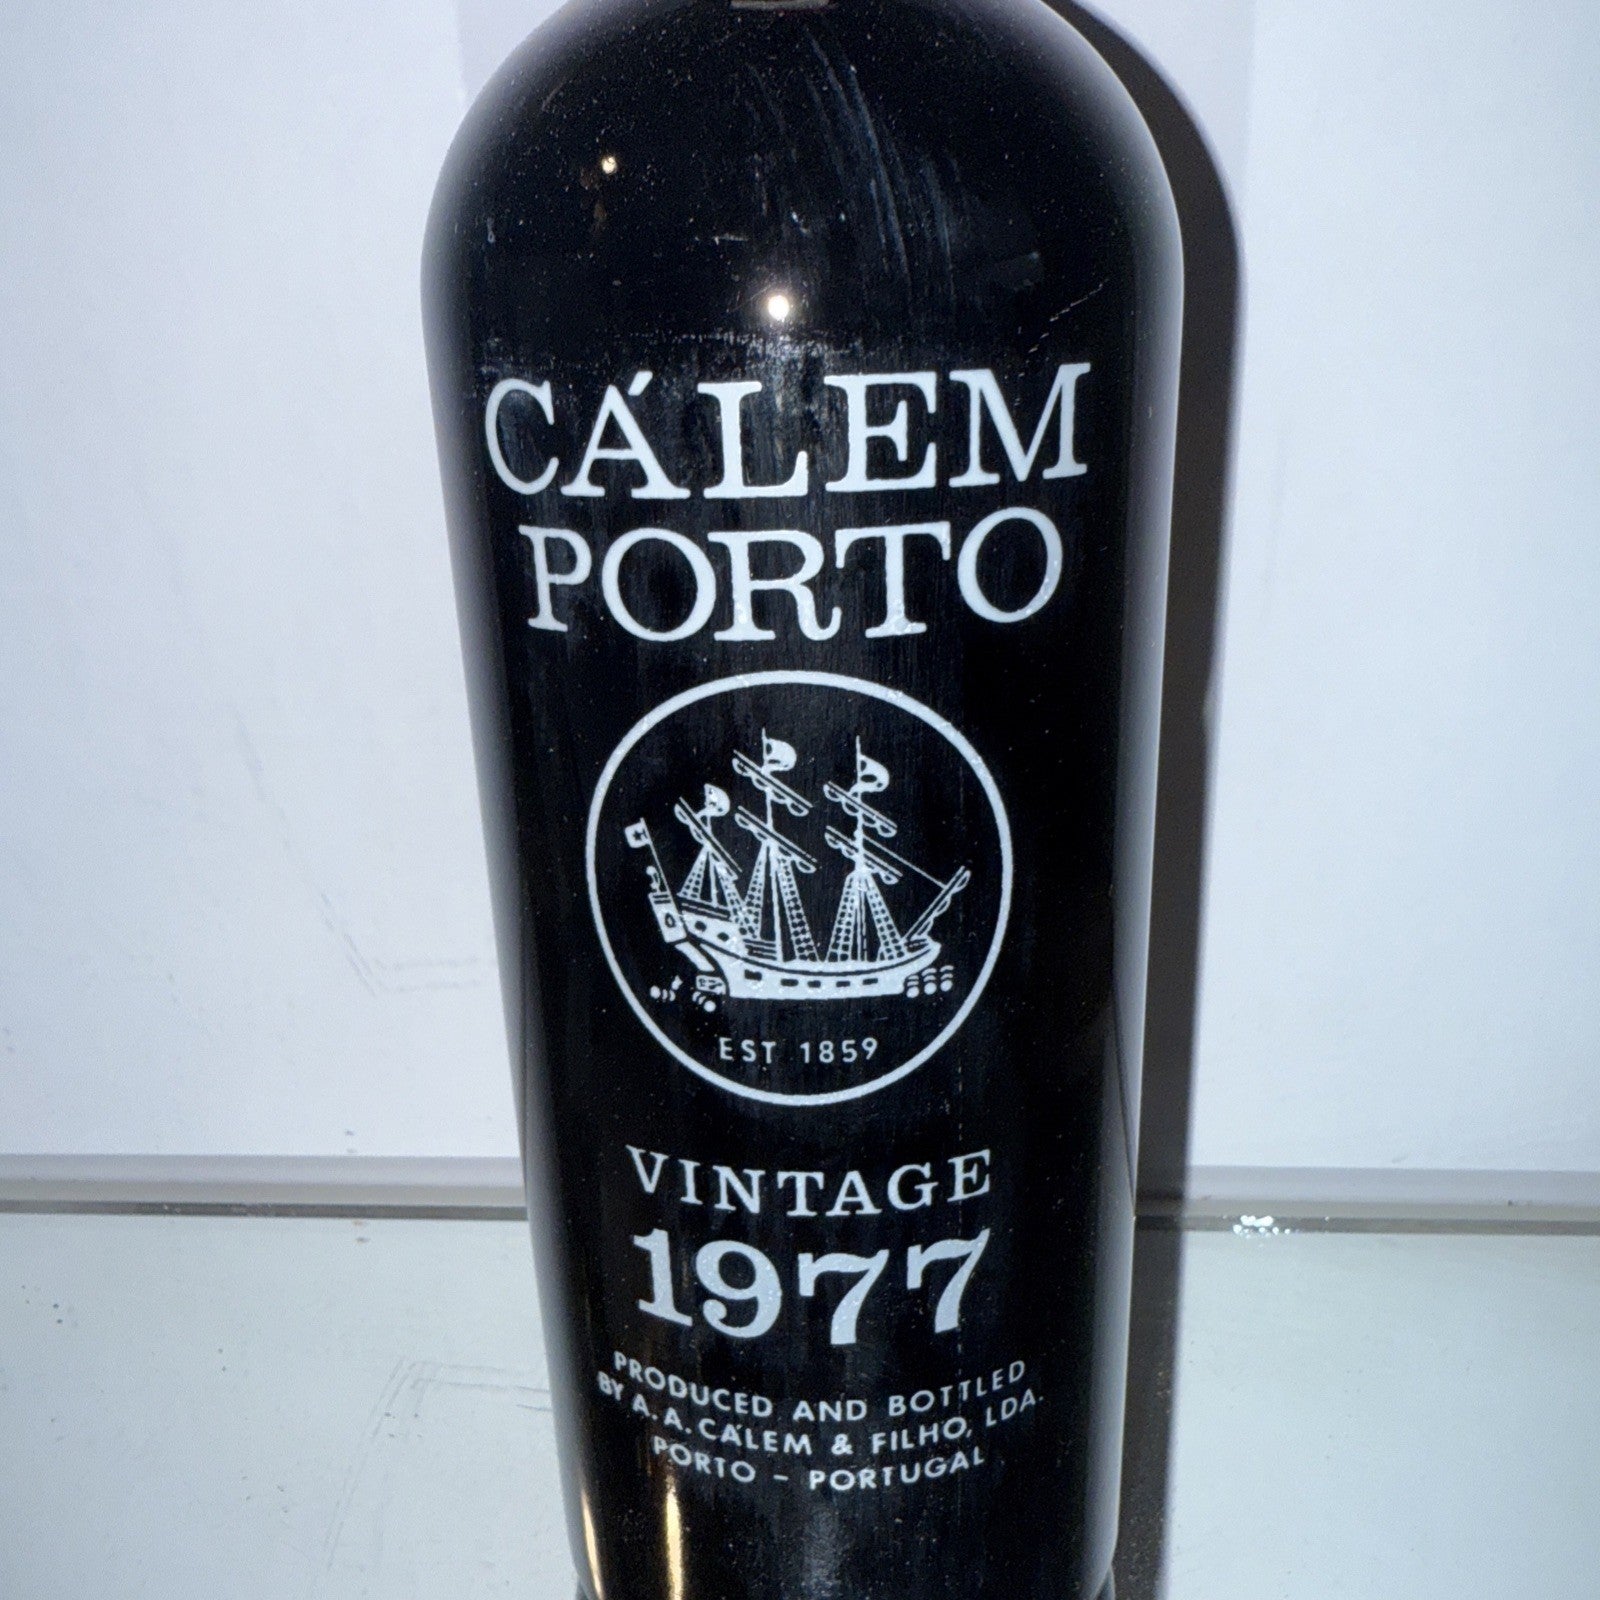 CÁLEM
PORTO
EST 1859
VINTAGE
1977
PRODUCED AND BOTTLED
BY A. A. CÁLEM & FILHO, LDA.
PORTO – PORTUGAL